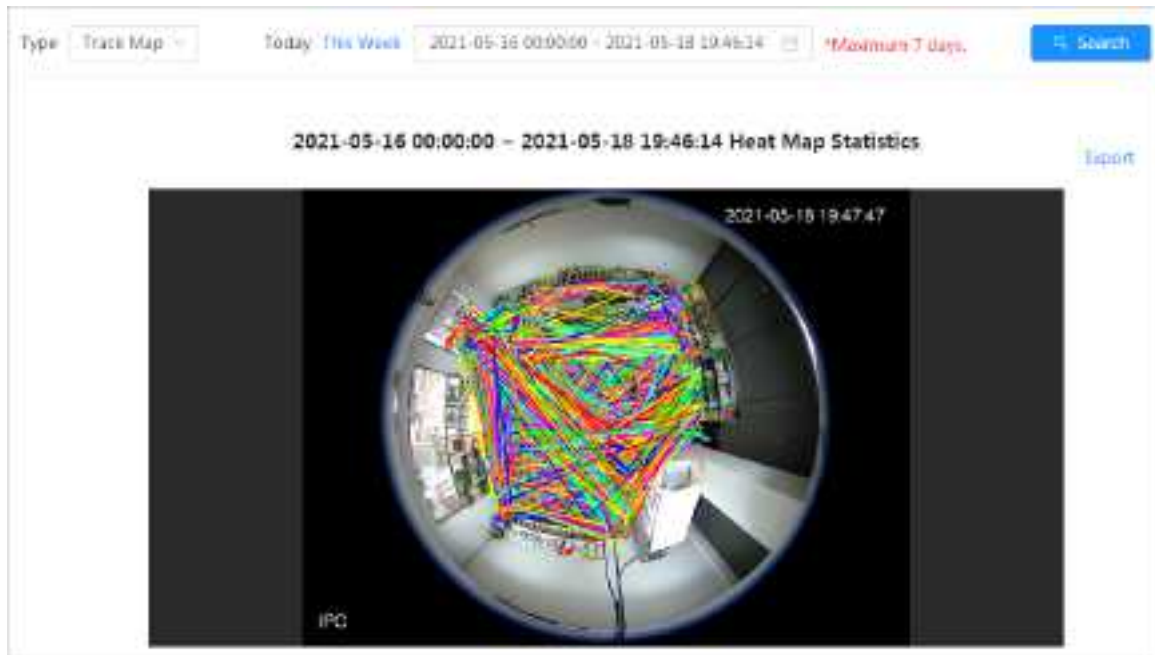 Type Track Map Today This Week 2021-05-16 00:00:00 - 2021-05-18 19:46:14 *Maximum 7 days. Search
2021-05-16 00:00:00 - 2021-05-18 19:46:14 Heat Map Statistics
Export
2021-05-18 19:47:47
IPC